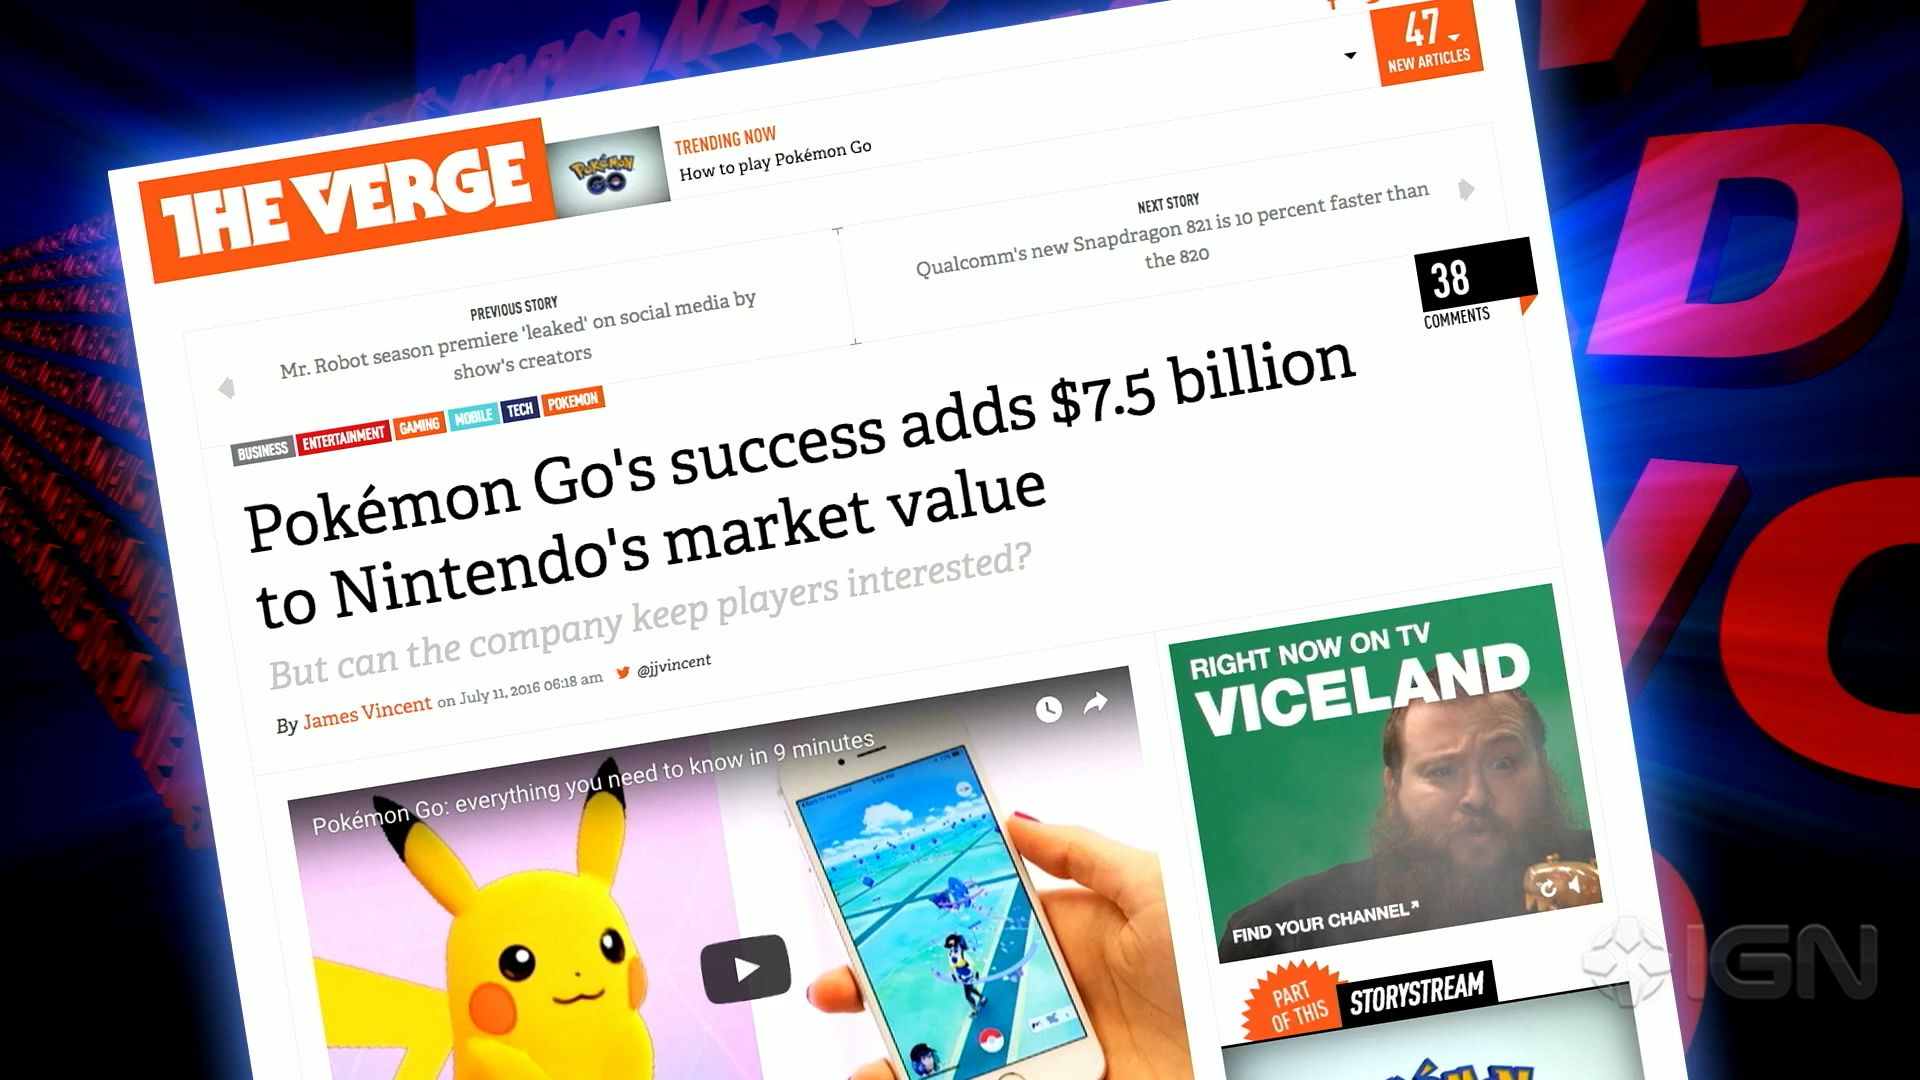 47
NEW ARTICLES
THE VERGE
POKÉMON
GO
TRENDING NOW
How to play Pokémon Go
PREVIOUS STORY
Mr. Robot season premiere 'leaked' on social media by
show's creators
NEXT STORY
Qualcomm's new Snapdragon 821 is 10 percent faster than
the 820
38
COMMENTS
BUSINESS ENTERTAINMENT GAMING MOBILE TECH POKEMON
Pokémon Go's success adds $7.5 billion
to Nintendo's market value
But can the company keep players interested?
By James Vincent on July 11, 2016 06:18 am @jjvincent
Pokémon Go: everything you need to know in 9 minutes
RIGHT NOW ON TV
VICELAND
FIND YOUR CHANNEL
PART
OF THIS
STORYSTREAM
IGN